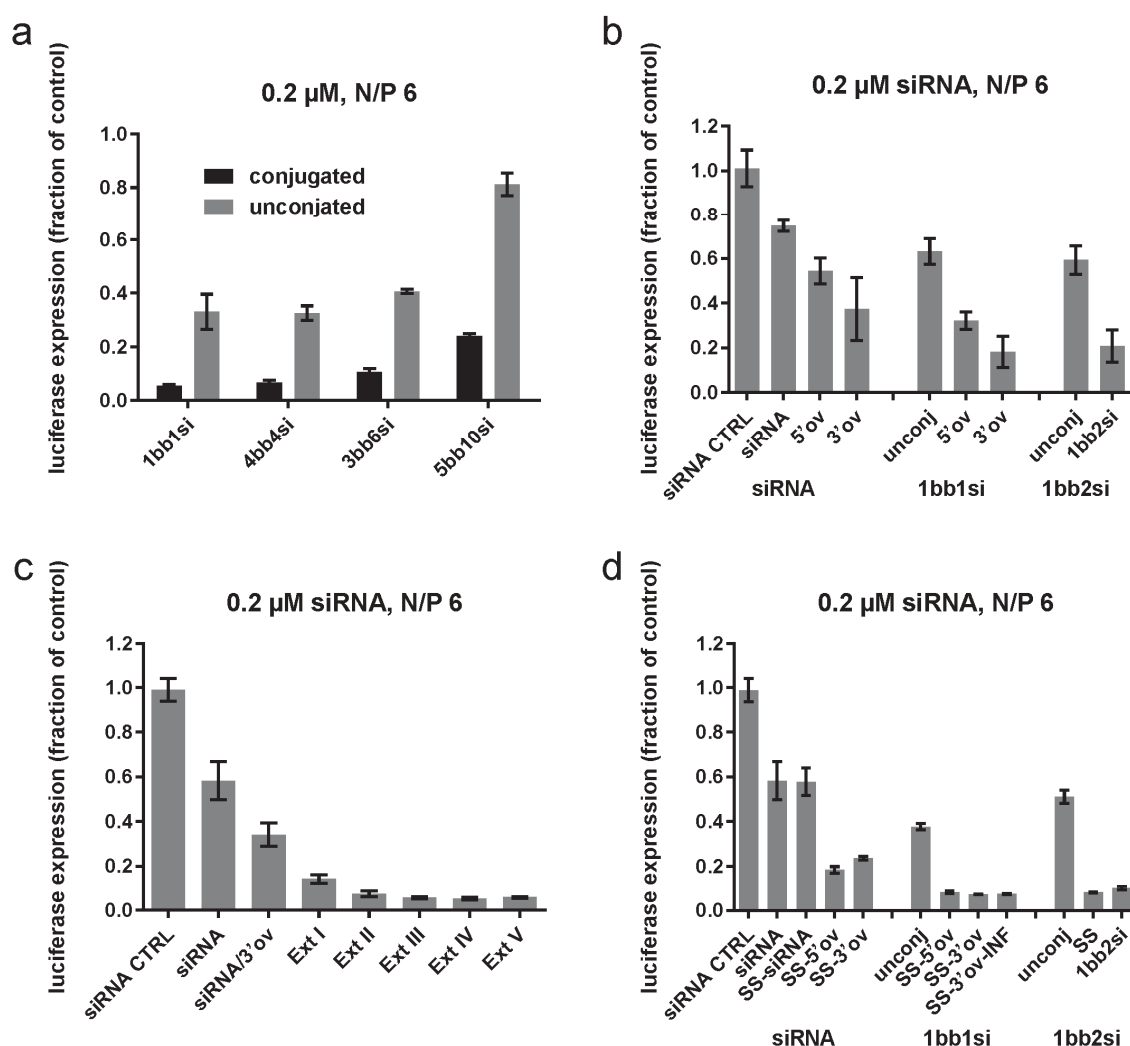 a
0.2 µM, N/P 6
luciferase expression (fraction of control)
1.0
0.8
0.6
0.4
0.2
0.0
conjugated
unconjated
1bb1si
4bb4si
3bb6si
5bb10si
b
0.2 µM siRNA, N/P 6
luciferase expression (fraction of control)
1.2
1.0
0.8
0.6
0.4
0.2
0.0
siRNA CTRL
siRNA
5'ov
3'ov
unconj
5'ov
3'ov
unconj
1bb2si
siRNA
1bb1si
1bb2si
c
0.2 µM siRNA, N/P 6
luciferase expression (fraction of control)
1.2
1.0
0.8
0.6
0.4
0.2
0.0
siRNA CTRL
siRNA
siRNA/3'ov
Ext I
Ext II
Ext III
Ext IV
Ext V
d
0.2 µM siRNA, N/P 6
luciferase expression (fraction of control)
1.2
1.0
0.8
0.6
0.4
0.2
0.0
siRNA CTRL
siRNA
SS-siRNA
SS-5'ov
SS-3'ov
unconj
SS-5'ov
SS-3'ov
SS-3'ov-INF
unconj
SS
1bb2si
siRNA
1bb1si
1bb2si